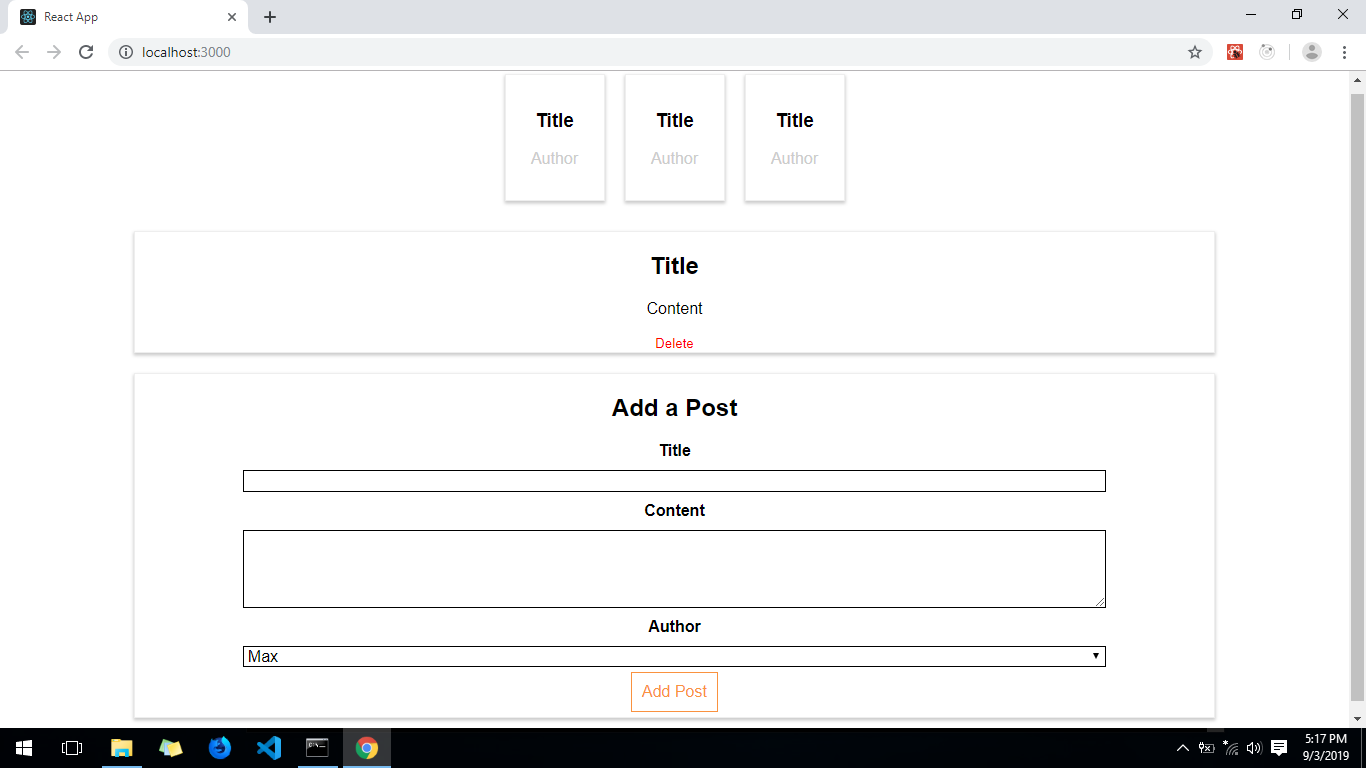 React App
localhost:3000
Title Title Title
Author Author Author
Title
Content
Delete
Add a Post
Title
Content
Author
Max
Add Post
5:17 PM
9/3/2019